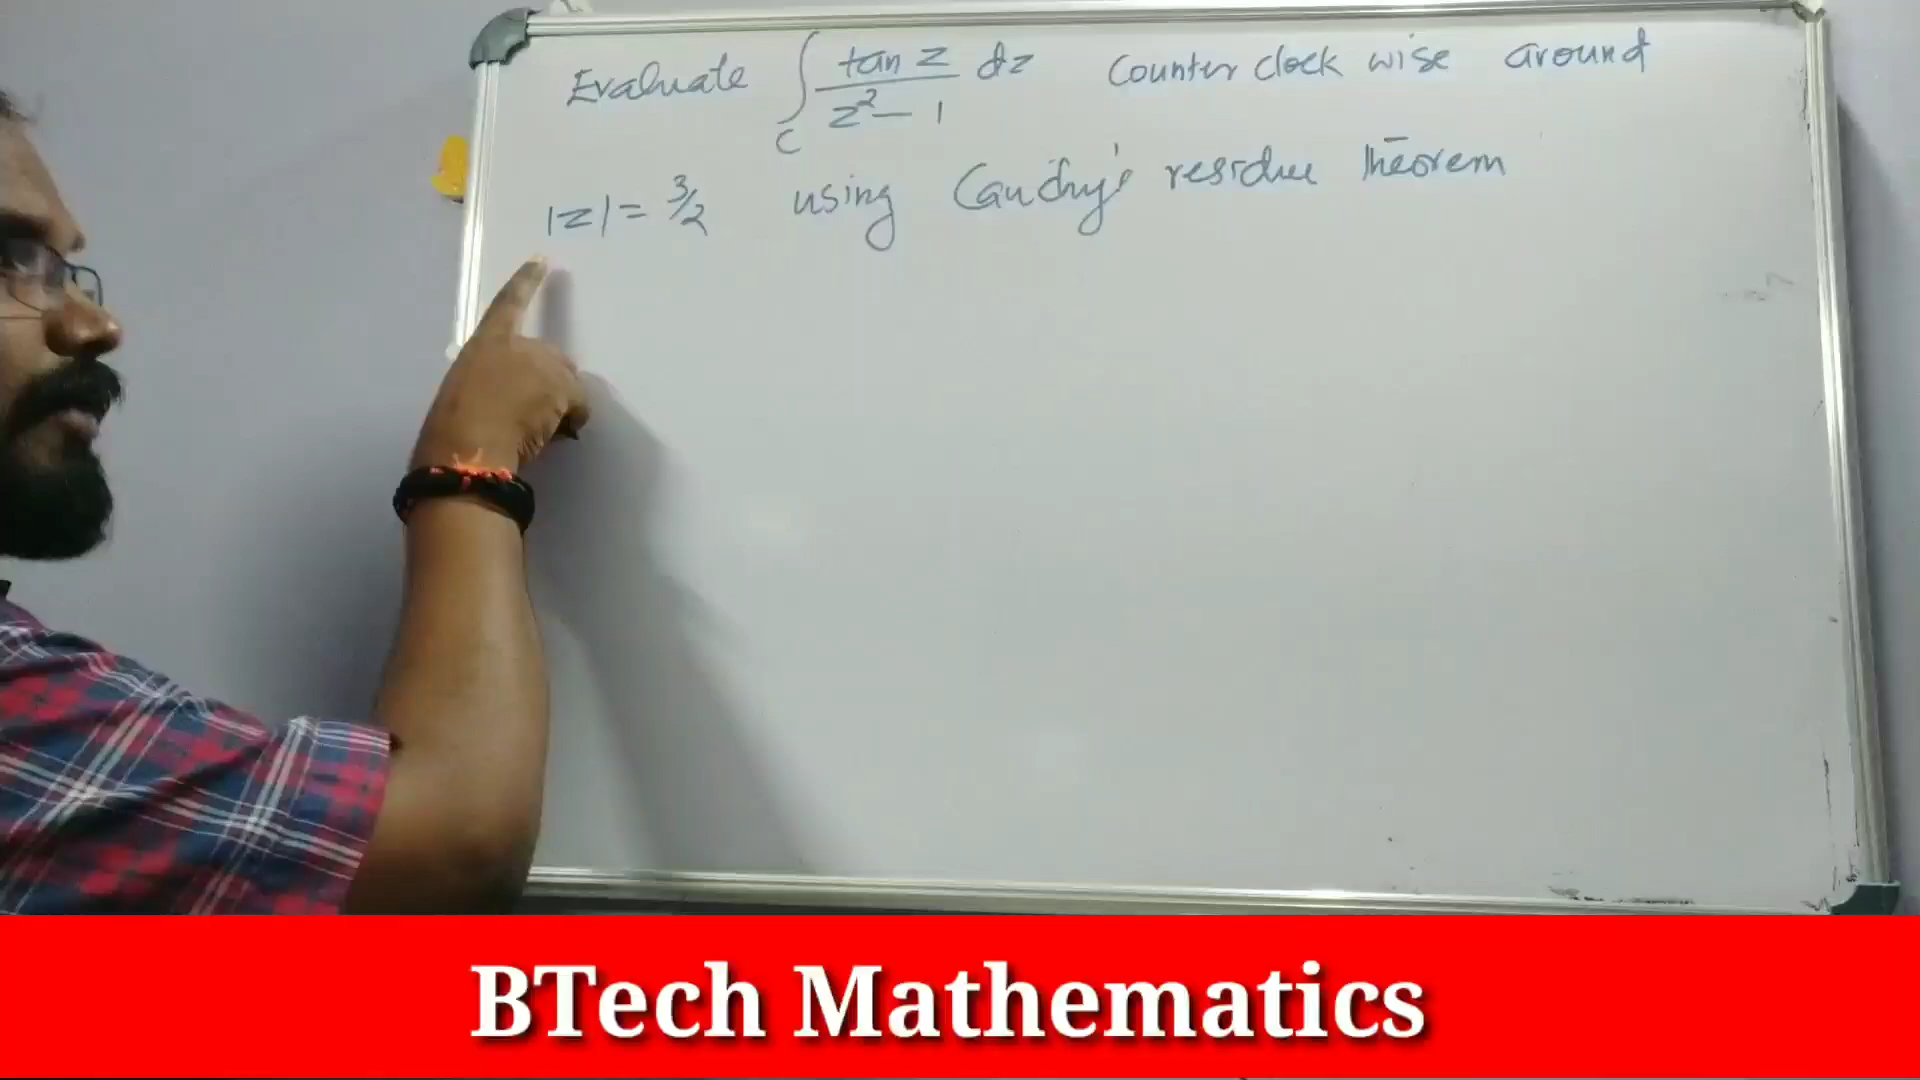 Evaluate ∫_C tan z / z² - 1 dz Counter clock wise around
|z| = 3/2 using Cauchy's residue theorem
BTech Mathematics